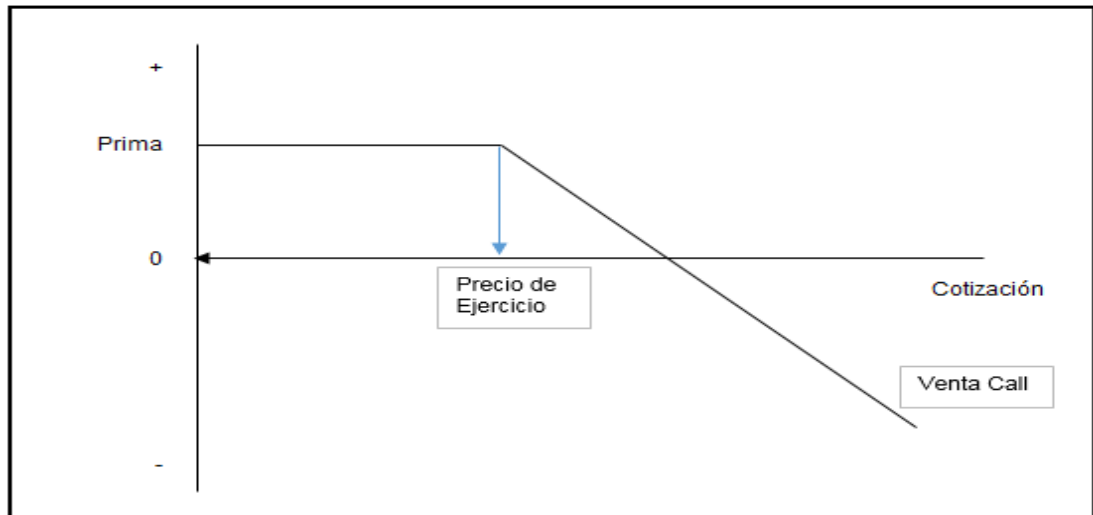 +
Prima
0
Precio de
Ejercicio
Cotización
Venta Call
-